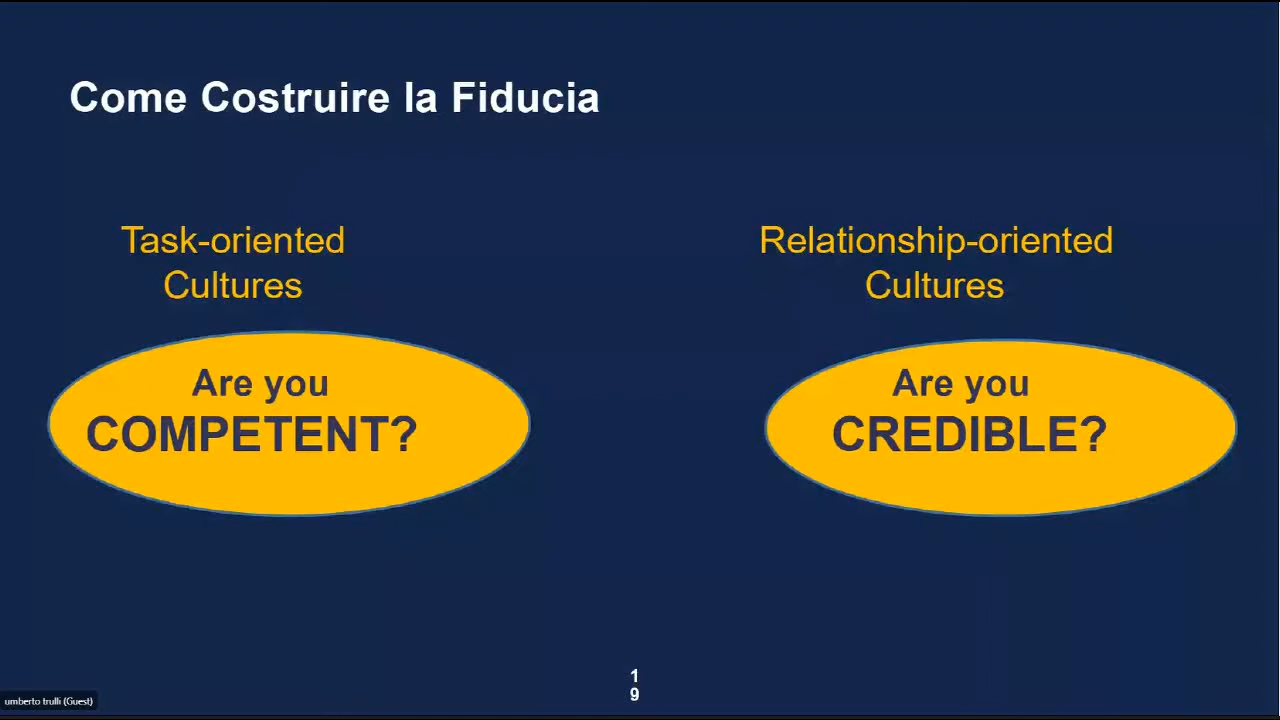 Come Costruire la Fiducia
Task-oriented
Cultures
Are you
COMPETENT?
Relationship-oriented
Cultures
Are you
CREDIBLE?
1
9
umberto trulli (Guest)